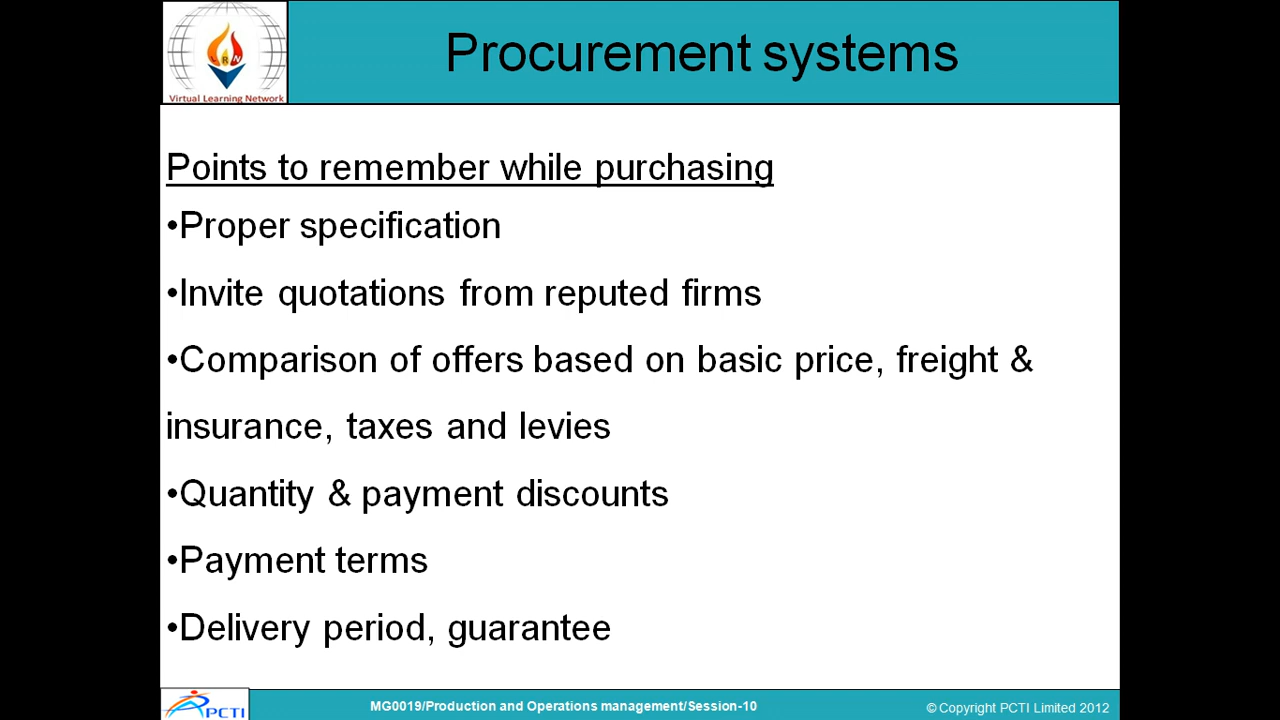 Procurement systems
Virtual Learning Network
Points to remember while purchasing
•Proper specification
•Invite quotations from reputed firms
•Comparison of offers based on basic price, freight &
insurance, taxes and levies
•Quantity & payment discounts
•Payment terms
•Delivery period, guarantee
PCTI
MG0019/Production and Operations management/Session-10
© Copyright PCTI Limited 2012